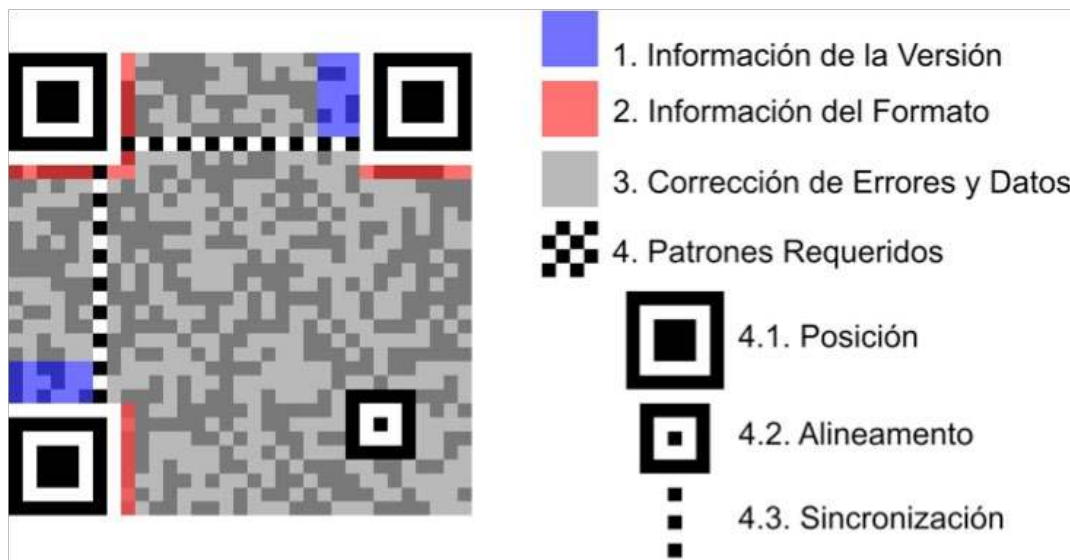 1. Información de la Versión
2. Información del Formato
3. Corrección de Errores y Datos
4. Patrones Requeridos
4.1. Posición
4.2. Alineamento
4.3. Sincronización